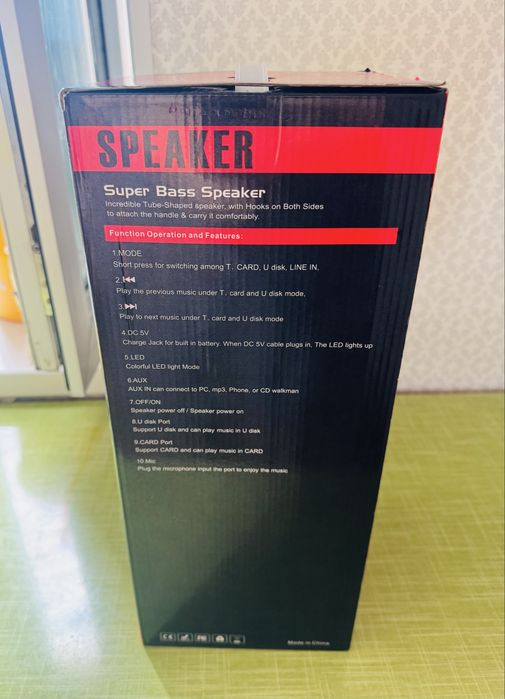 SPEAKER
Super Bass Speaker
Incredible Tube-Shaped speaker, with Hooks on Both Sides
to attach the handle & carry it comfortably.
Function Operation and Features:
1.MODE
Short press for switching among T. CARD, U disk, LINE IN,
2.⏮
Play the previous music under T. card and U disk mode,
3.⏭
Play to next music under T. card and U disk mode
4.DC 5V
Charge Jack for built in battery. When DC 5V cable plugs in, The LED lights up
5.LED
Colorful LED light Mode
6.AUX
AUX IN can connect to PC, mp3, Phone, or CD walkman
7.OFF/ON
Speaker power off / Speaker power on
8.U disk Port
Support U disk and can play music in U disk
9.CARD Port
Support CARD and can play music in CARD
10.Mic
Plug the microphone input the port to enjoy the music
CE
Made in China